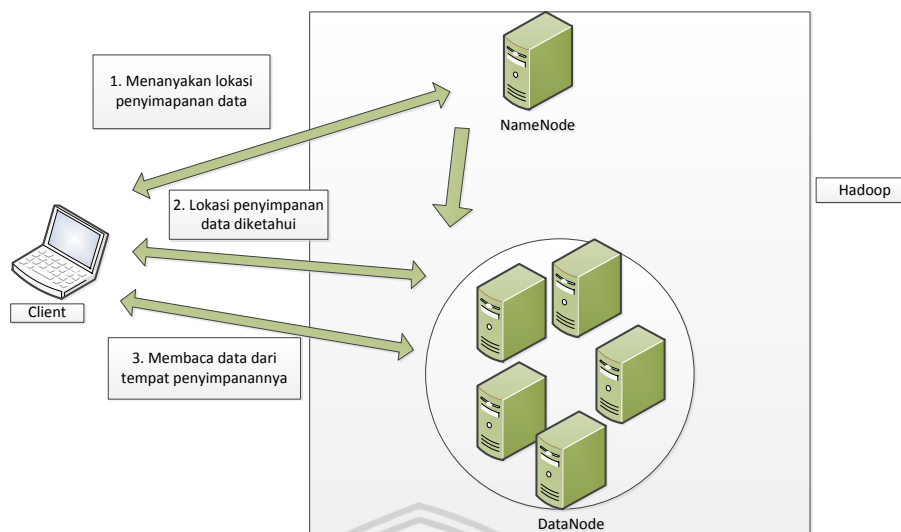 1. Menanyakan lokasi
penyimapanan data
NameNode
2. Lokasi penyimpanan
data diketahui
Hadoop
Client
3. Membaca data dari
tempat penyimpanannya
DataNode